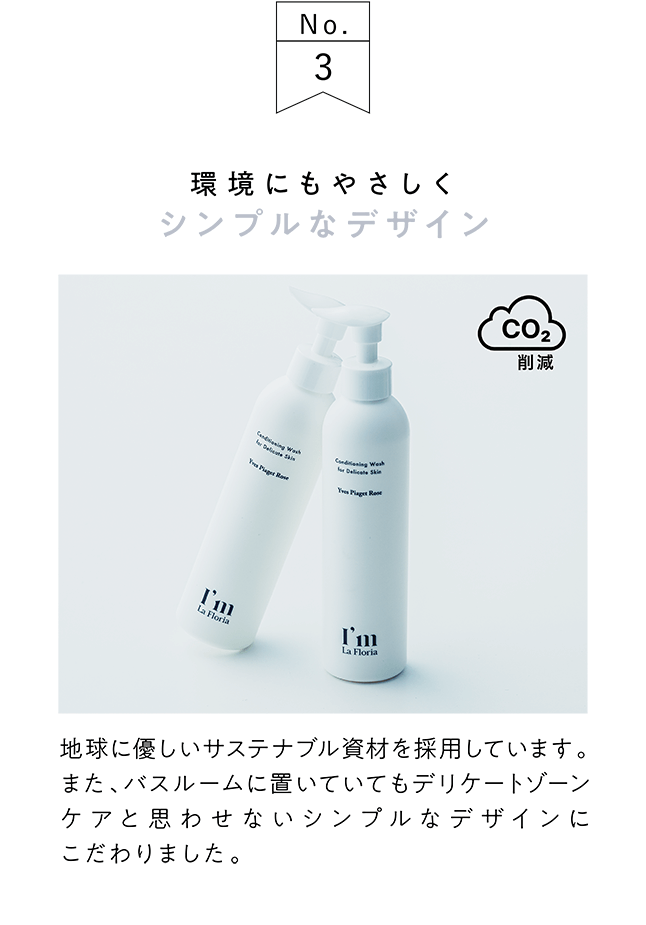 No.
3
環境にもやさしく
シンプルなデザイン
CO₂
削減
Conditioning Wash
for Delicate Skin
Yves Piaget Rose
I'm
La Floria
Conditioning Wash
for Delicate Skin
Yves Piaget Rose
I'm
La Floria
地球に優しいサステナブル資材を採用しています。
また、バスルームに置いていてもデリケートゾーン
ケアと思わせないシンプルなデザインに
こだわりました。